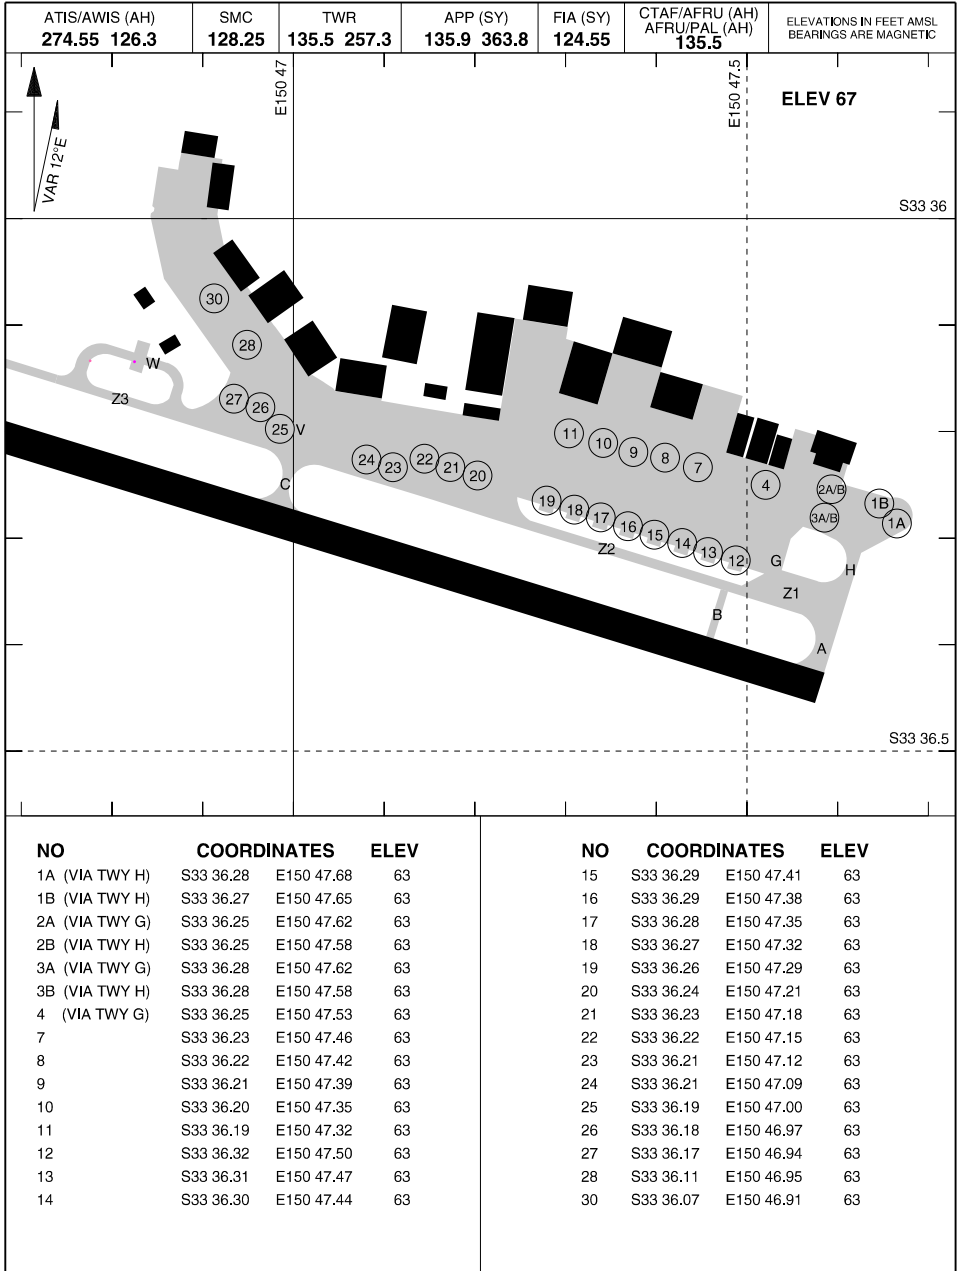 ATIS/AWIS (AH) SMC TWR APP (SY) FIA (SY) CTAF/AFRU (AH) ELEVATIONS IN FEET AMSL
AFRU/PAL (AH) BEARINGS ARE MAGNETIC
274.55 126.3 128.25 135.5 257.3 135.9 363.8 124.55 135.5
E150 47
E150 47.5
ELEV 67
VAR 12°E
S33 36
30
28
W
Z3
27
26
25 V
24
23
22
21
20
C
11
10
9
8
7
4
2A/B
1B
3A/B
1A
19
18
17
16
15
14
13
12
Z2
G
H
Z1
B
A
S33 36.5
NO COORDINATES ELEV
1A (VIA TWY H) S33 36.28 E150 47.68 63
1B (VIA TWY H) S33 36.27 E150 47.65 63
2A (VIA TWY G) S33 36.25 E150 47.62 63
2B (VIA TWY H) S33 36.25 E150 47.58 63
3A (VIA TWY G) S33 36.28 E150 47.62 63
3B (VIA TWY H) S33 36.28 E150 47.58 63
4 (VIA TWY G) S33 36.25 E150 47.53 63
7 S33 36.23 E150 47.46 63
8 S33 36.22 E150 47.42 63
9 S33 36.21 E150 47.39 63
10 S33 36.20 E150 47.35 63
11 S33 36.19 E150 47.32 63
12 S33 36.32 E150 47.50 63
13 S33 36.31 E150 47.47 63
14 S33 36.30 E150 47.44 63
NO COORDINATES ELEV
15 S33 36.29 E150 47.41 63
16 S33 36.29 E150 47.38 63
17 S33 36.28 E150 47.35 63
18 S33 36.27 E150 47.32 63
19 S33 36.26 E150 47.29 63
20 S33 36.24 E150 47.21 63
21 S33 36.23 E150 47.18 63
22 S33 36.22 E150 47.15 63
23 S33 36.21 E150 47.12 63
24 S33 36.21 E150 47.09 63
25 S33 36.19 E150 47.00 63
26 S33 36.18 E150 46.97 63
27 S33 36.17 E150 46.94 63
28 S33 36.11 E150 46.95 63
30 S33 36.07 E150 46.91 63